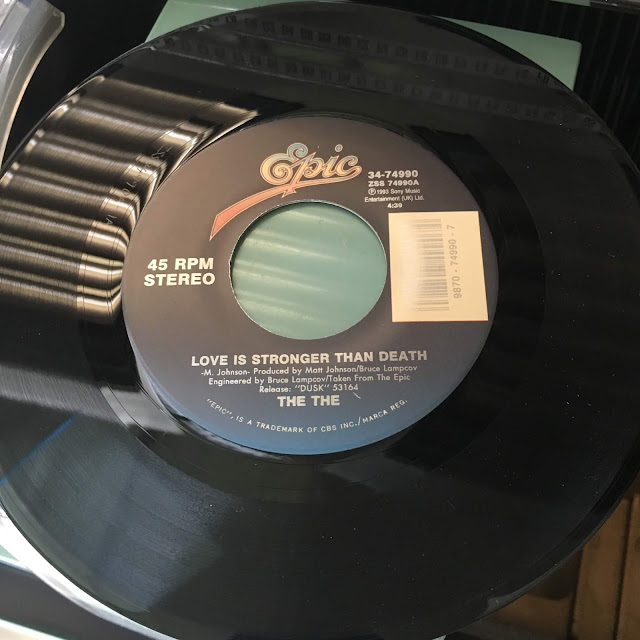 Epic
34-74990
ZSS 74990A
Ⓟ 1993 Sony Music
Entertainment (UK) Ltd.
4:39
9870 - 74990 - 7
45 RPM
STEREO
LOVE IS STRONGER THAN DEATH
-M. Johnson- Produced by Matt Johnson/Bruce Lampcov
Engineered by Bruce Lampcov/Taken From The Epic
Release: "DUSK" 53164
THE THE
"EPIC", IS A TRADEMARK OF CBS INC./MARCA REG.